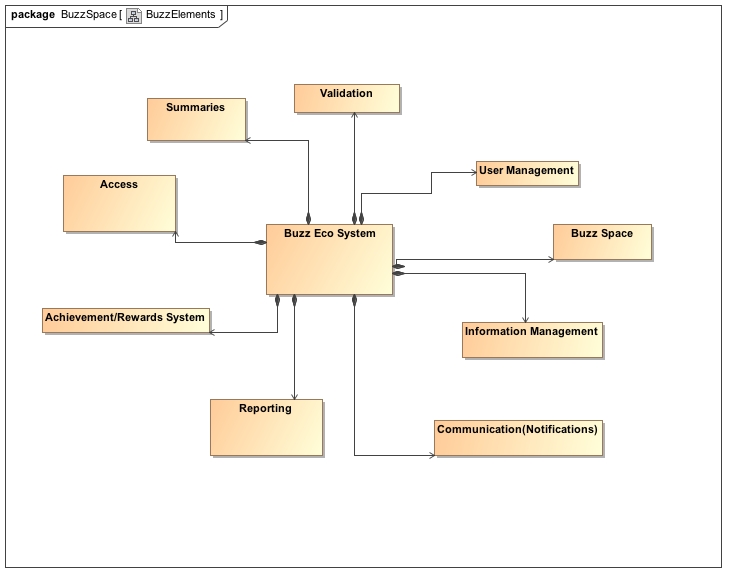 package BuzzSpace [ BuzzElements ]
Validation
Summaries
User Management
Access
Buzz Eco System
Buzz Space
Achievement/Rewards System
Information Management
Reporting
Communication(Notifications)